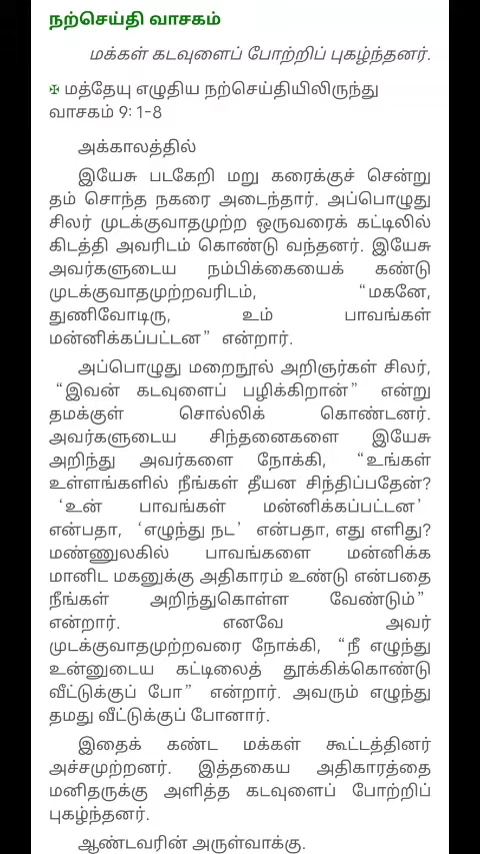 நற்செய்தி வாசகம்
மக்கள் கடவுளைப் போற்றிப் புகழ்ந்தனர்.
✠ மத்தேயு எழுதிய நற்செய்தியிலிருந்து
வாசகம் 9: 1-8
அக்காலத்தில்
இயேசு படகேறி மறு கரைக்குச் சென்று
தம் சொந்த நகரை அடைந்தார். அப்பொழுது
சிலர் முடக்குவாதமுற்ற ஒருவரைக் கட்டிலில்
கிடத்தி அவரிடம் கொண்டு வந்தனர். இயேசு
அவர்களுடைய நம்பிக்கையைக் கண்டு
முடக்குவாதமுற்றவரிடம், “மகனே,
துணிவோடிரு, உம் பாவங்கள்
மன்னிக்கப்பட்டன” என்றார்.
அப்பொழுது மறைநூல் அறிஞர்கள் சிலர்,
“இவன் கடவுளைப் பழிக்கிறான்” என்று
தமக்குள் சொல்லிக் கொண்டனர்.
அவர்களுடைய சிந்தனைகளை இயேசு
அறிந்து அவர்களை நோக்கி, “உங்கள்
உள்ளங்களில் நீங்கள் தீயன சிந்திப்பதேன்?
‘உன் பாவங்கள் மன்னிக்கப்பட்டன’
என்பதா, ‘எழுந்து நட’ என்பதா, எது எளிது?
மண்ணுலகில் பாவங்களை மன்னிக்க
மானிட மகனுக்கு அதிகாரம் உண்டு என்பதை
நீங்கள் அறிந்துகொள்ள வேண்டும்”
என்றார். எனவே அவர்
முடக்குவாதமுற்றவரை நோக்கி, “நீ எழுந்து
உன்னுடைய கட்டிலைத் தூக்கிக்கொண்டு
வீட்டுக்குப் போ” என்றார். அவரும் எழுந்து
தமது வீட்டுக்குப் போனார்.
இதைக் கண்ட மக்கள் கூட்டத்தினர்
அச்சமுற்றனர். இத்தகைய அதிகாரத்தை
மனிதருக்கு அளித்த கடவுளைப் போற்றிப்
புகழ்ந்தனர்.
ஆண்டவரின் அருள்வாக்கு.